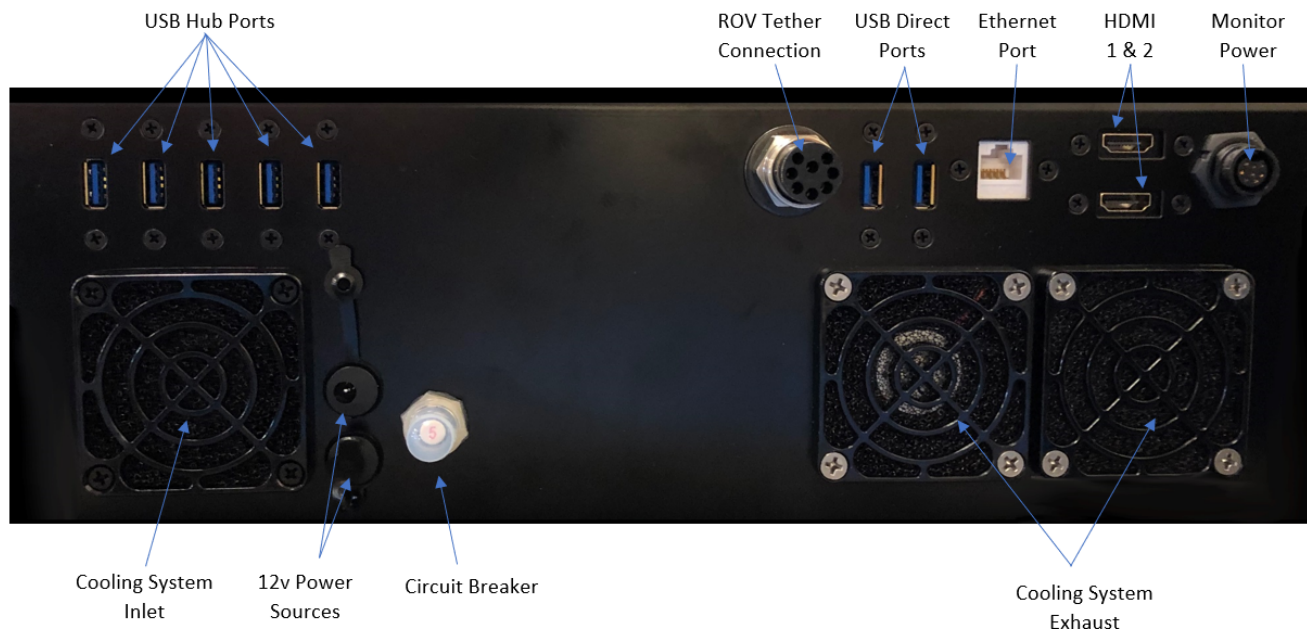 USB Hub Ports
ROV Tether
Connection
USB Direct
Ports
Ethernet
Port
HDMI
1 & 2
Monitor
Power
5
Cooling System
Inlet
12v Power
Sources
Circuit Breaker
Cooling System
Exhaust